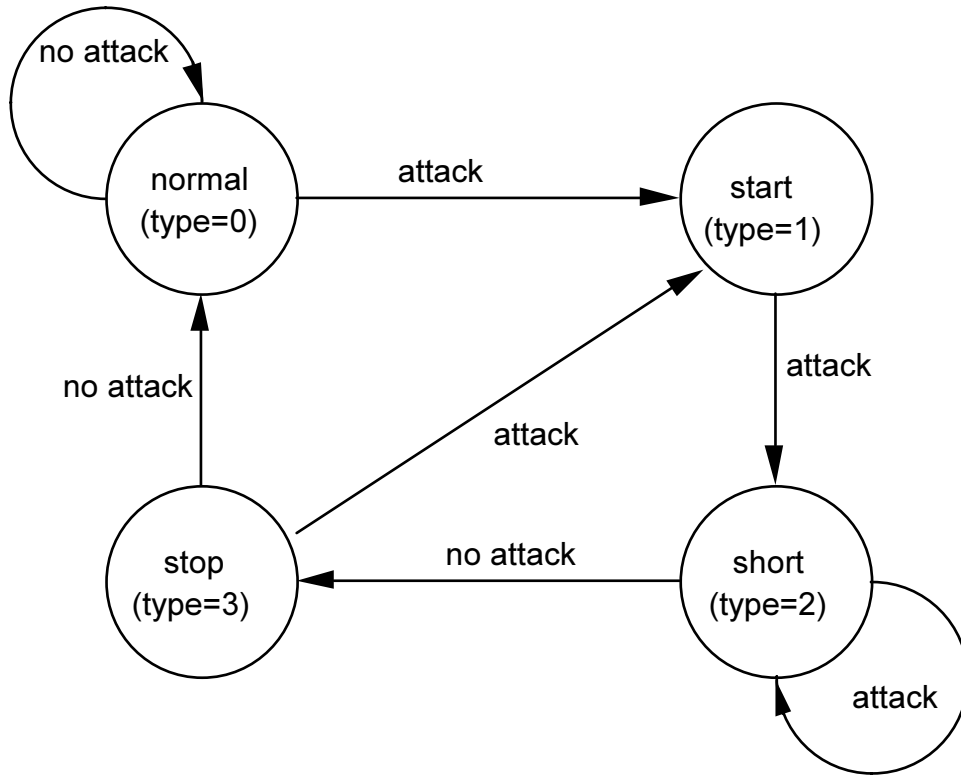 no attack
normal
(type=0)
attack
start
(type=1)
no attack
attack
attack
stop
(type=3)
no attack
short
(type=2)
attack